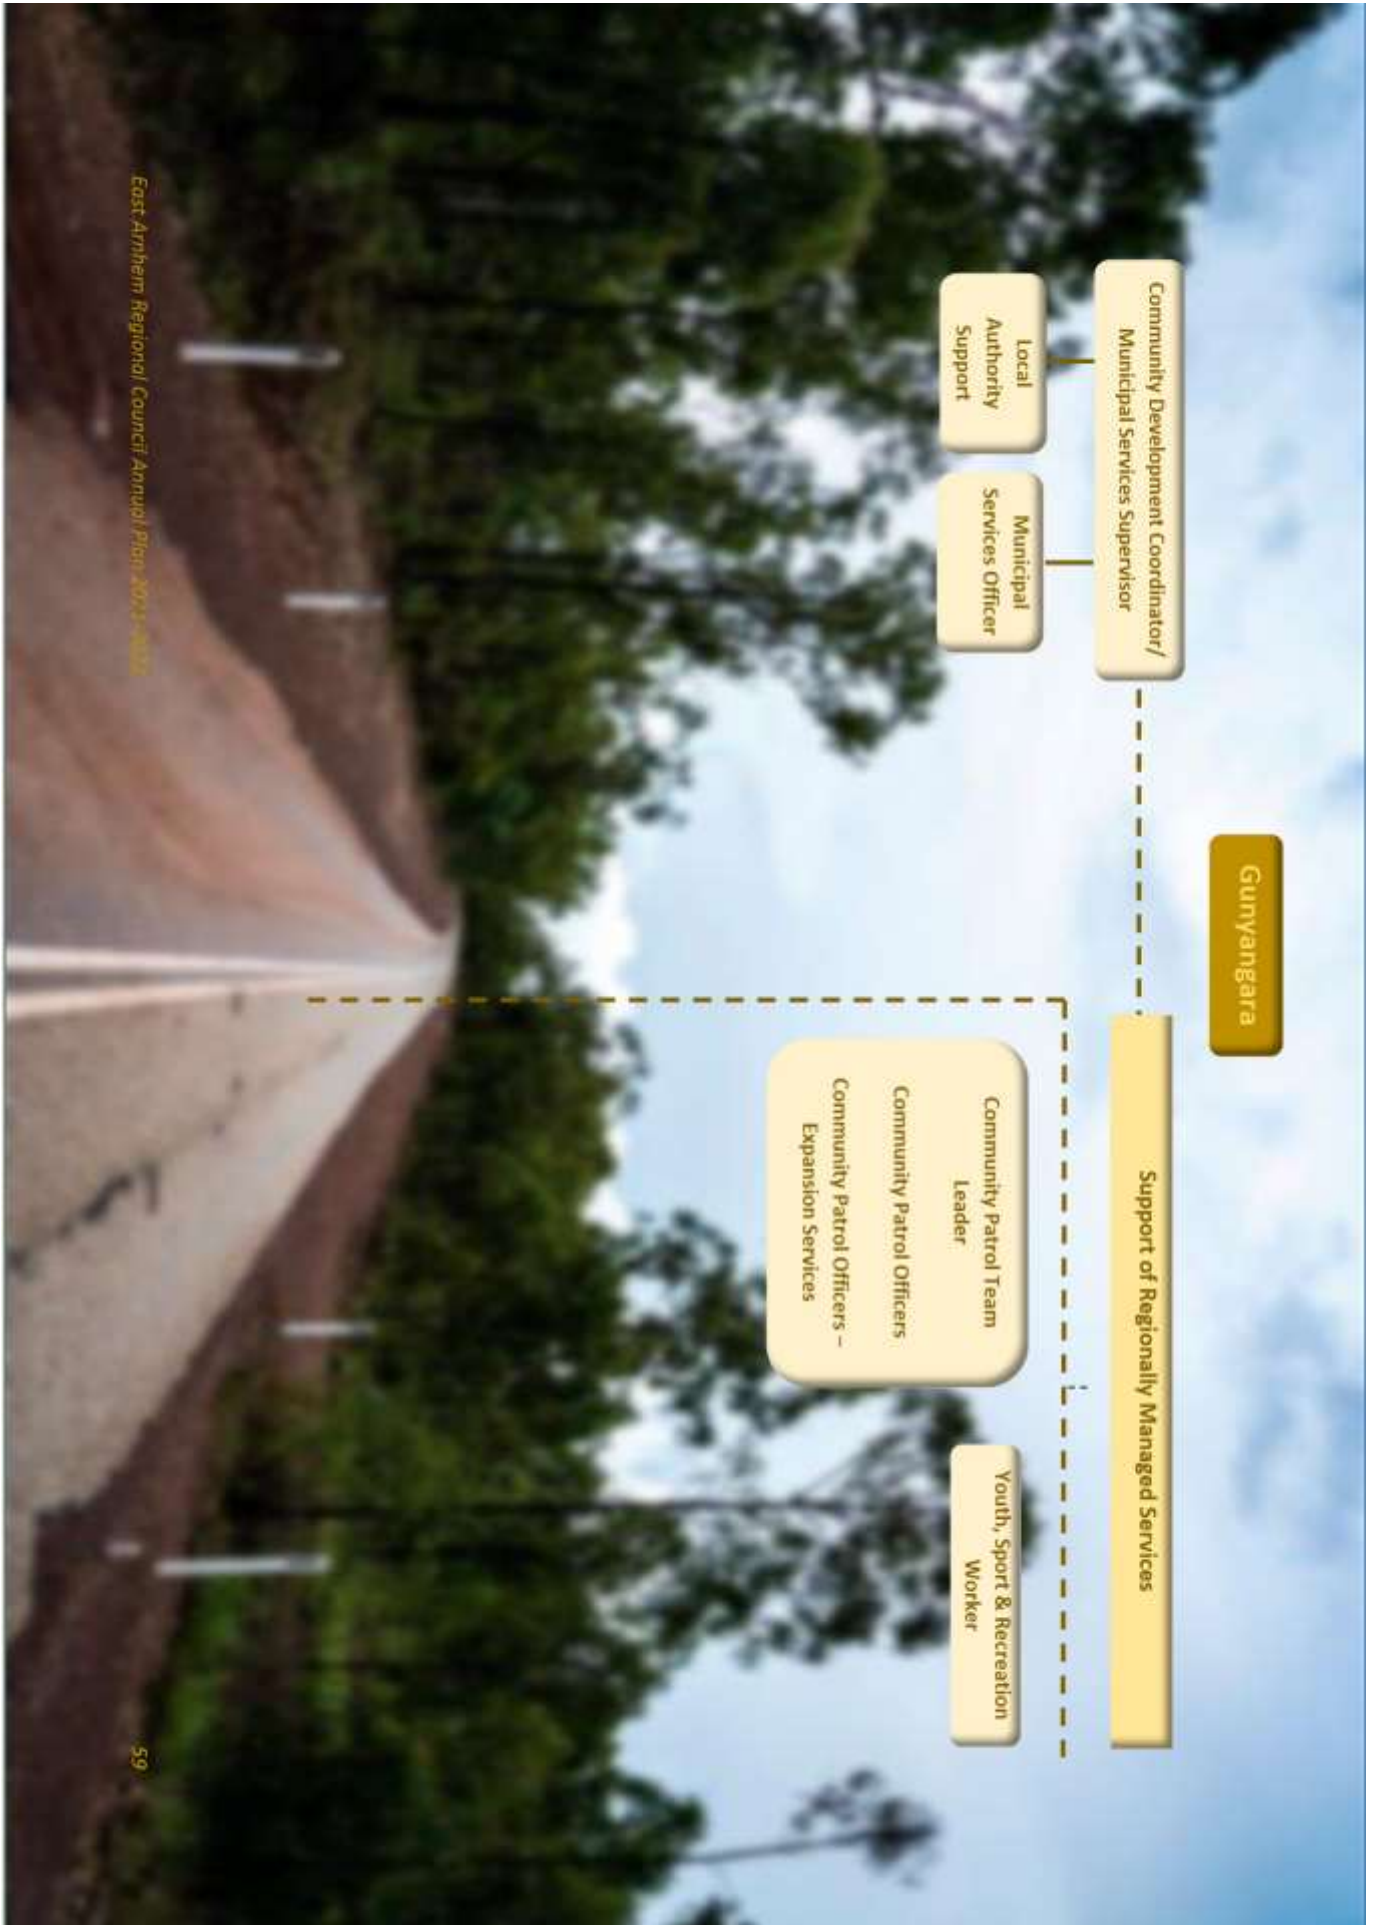 Gunyangara
Community Development Coordinator/
Municipal Services Supervisor
Support of Regionally Managed Services
Local
Authority
Support
Municipal
Services Officer
Community Patrol Team
Leader
Community Patrol Officers
Community Patrol Officers –
Expansion Services
Youth, Sport & Recreation
Worker
East Arnhem Regional Council Annual Plan
59